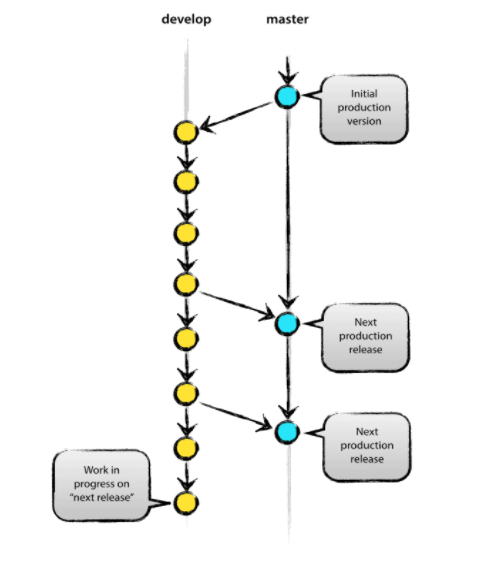 develop
master
Initial
production
version
Next
production
release
Next
production
release
Work in
progress on
“next release”